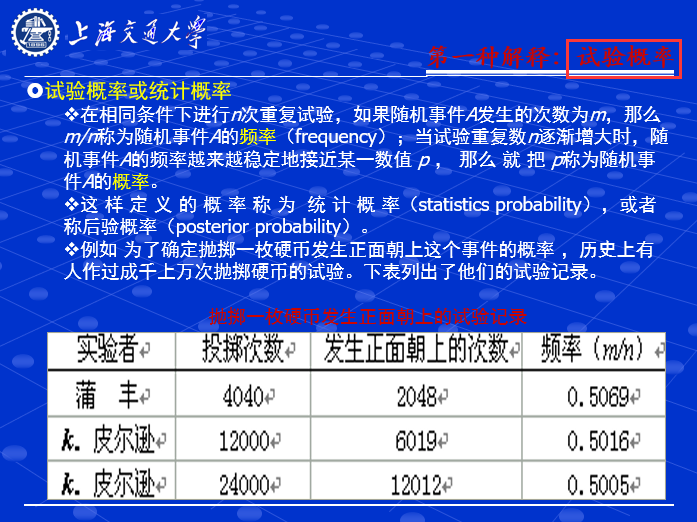 上海交通大学
第一种解释：试验概率
试验概率或统计概率
❖在相同条件下进行n次重复试验，如果随机事件A发生的次数为m，那么
m/n称为随机事件A的频率（frequency）；当试验重复数n逐渐增大时，随
机事件A的频率越来越稳定地接近某一数值 p ， 那么 就 把 p称为随机事
件A的概率。
❖这 样 定 义 的 概 率 称 为 统 计 概 率（statistics probability），或者
称后验概率（posterior probability）。
❖例如 为了确定抛掷一枚硬币发生正面朝上这个事件的概率 ，历史上有
人作过成千上万次抛掷硬币的试验。下表列出了他们的试验记录。
抛掷一枚硬币发生正面朝上的试验记录
实验者 投掷次数 发生正面朝上的次数 频率（m/n）
蒲 丰 4040 2048 0.5069
k. 皮尔逊 12000 6019 0.5016
k. 皮尔逊 24000 12012 0.5005